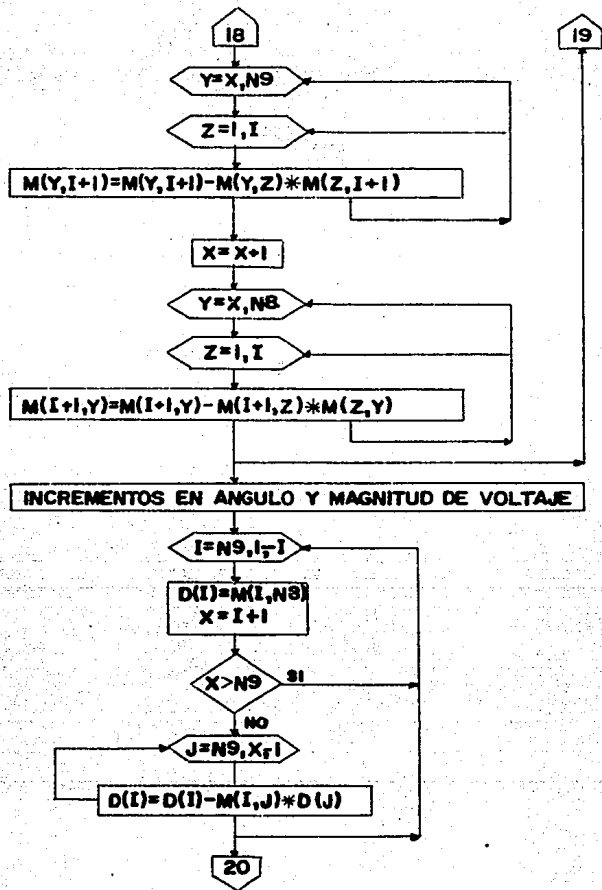 18
19
Y=X,N9
Z=1,I
M(Y,I+1)=M(Y,I+1)-M(Y,Z)*M(Z,I+1)
X=X+1
Y=X,N8
Z=1,I
M(I+1,Y)=M(I+1,Y)-M(I+1,Z)*M(Z,Y)
INCREMENTOS EN ANGULO Y MAGNITUD DE VOLTAJE
I=N9,1,-1
D(I)=M(I,N8)
X=I+1
X>N9
SI
NO
J=N9,X,-1
D(I)=D(I)-M(I,J)*D(J)
20